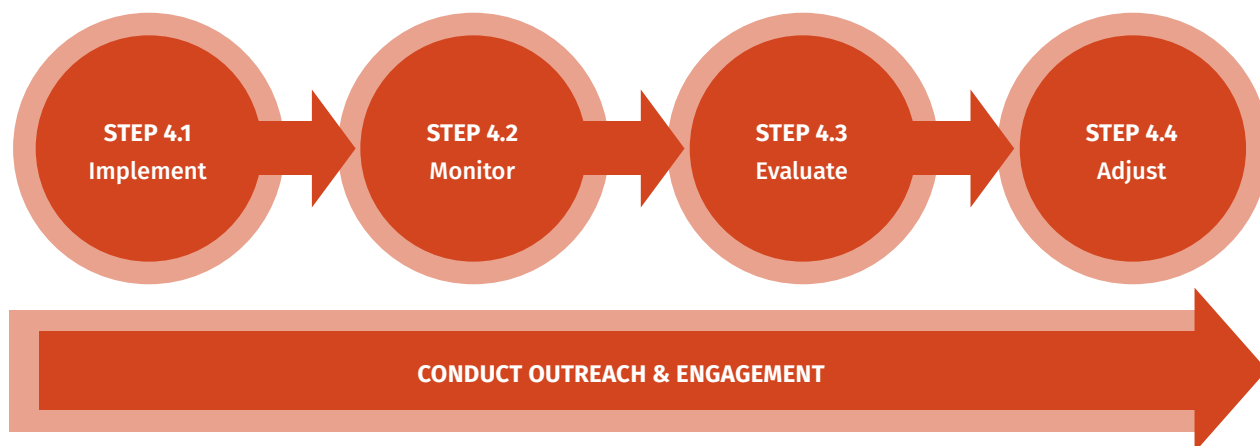 STEP 4.1
Implement
STEP 4.2
Monitor
STEP 4.3
Evaluate
STEP 4.4
Adjust
CONDUCT OUTREACH & ENGAGEMENT